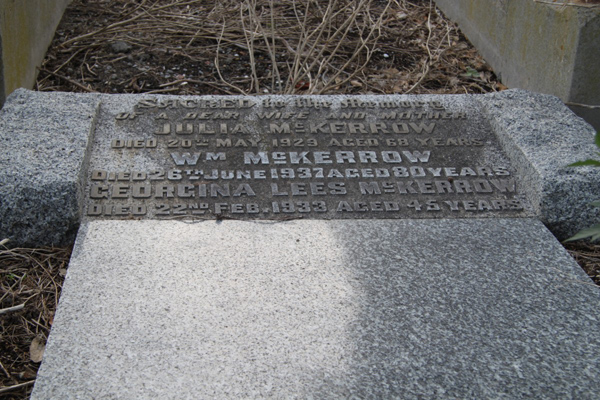 SACRED to the Memory
OF A DEAR WIFE AND MOTHER
JULIA McKERROW
DIED 20TH MAY 1929 AGED 68 YEARS
WM McKERROW
DIED 26TH JUNE 1937 AGED 80 YEARS
GEORGINA LEES McKERROW
DIED 22ND FEB. 1933 AGED 45 YEARS